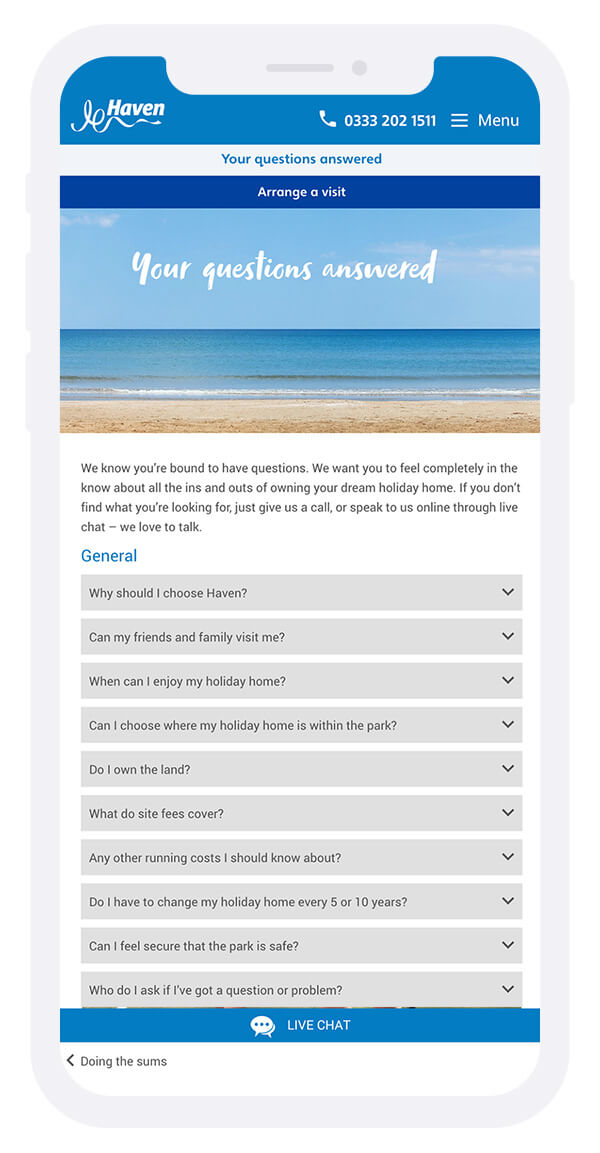 Haven
0333 202 1511
Menu
Your questions answered
Arrange a visit
Your questions answered
We know you're bound to have questions. We want you to feel completely in the
know about all the ins and outs of owning your dream holiday home. If you don't
find what you're looking for, just give us a call, or speak to us online through live
chat – we love to talk.
General
Why should I choose Haven?
Can my friends and family visit me?
When can I enjoy my holiday home?
Can I choose where my holiday home is within the park?
Do I own the land?
What do site fees cover?
Any other running costs I should know about?
Do I have to change my holiday home every 5 or 10 years?
Can I feel secure that the park is safe?
Who do I ask if I've got a question or problem?
LIVE CHAT
Doing the sums